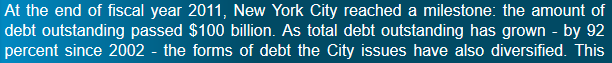 At the end of fiscal year 2011, New York City reached a milestone: the amount of
debt outstanding passed $100 billion. As total debt outstanding has grown - by 92
percent since 2002 - the forms of debt the City issues have also diversified. This